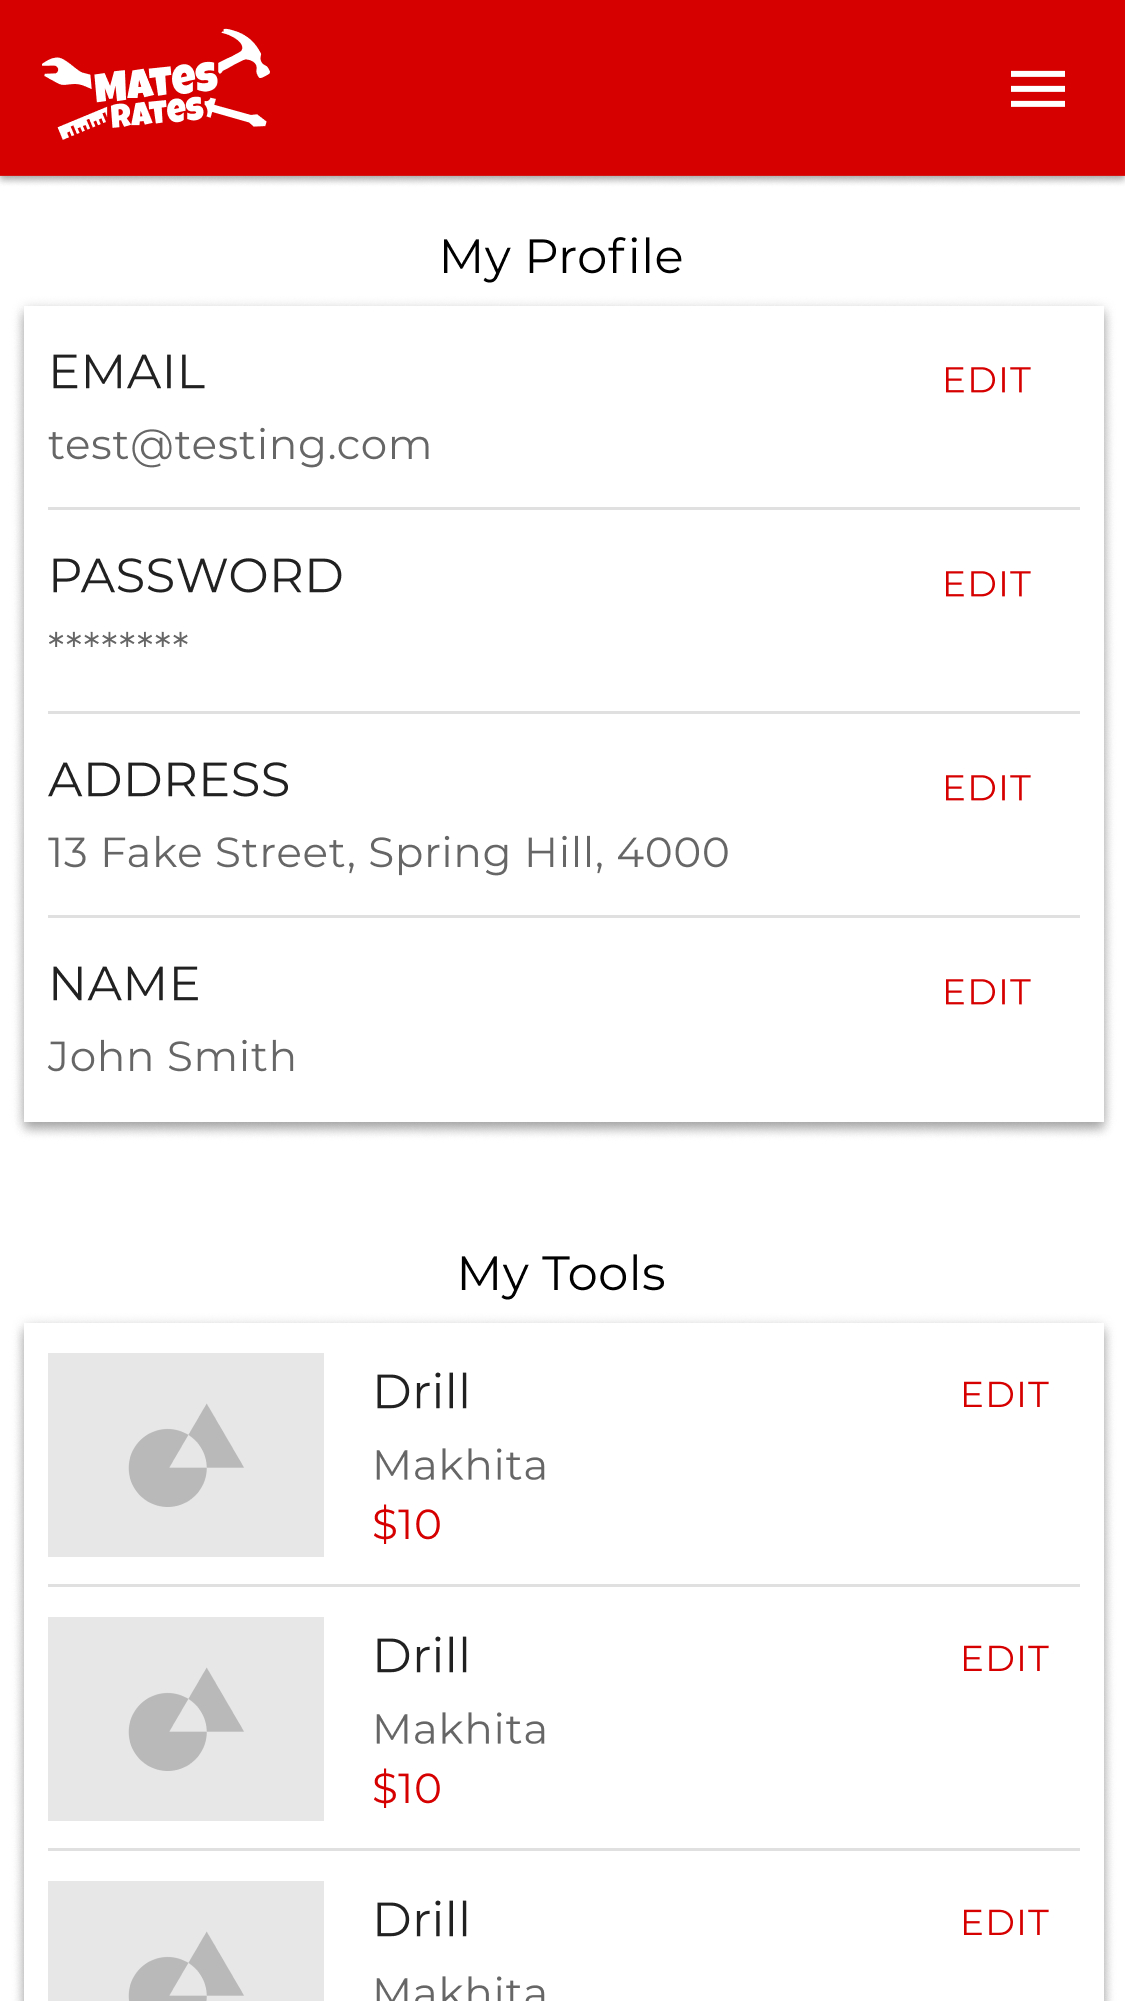 MATES
RATES
My Profile
EMAIL
EDIT
test@testing.com
PASSWORD
EDIT
********
ADDRESS
EDIT
13 Fake Street, Spring Hill, 4000
NAME
EDIT
John Smith
My Tools
Drill
EDIT
Makhita
$10
Drill
EDIT
Makhita
$10
Drill
EDIT
Makhita